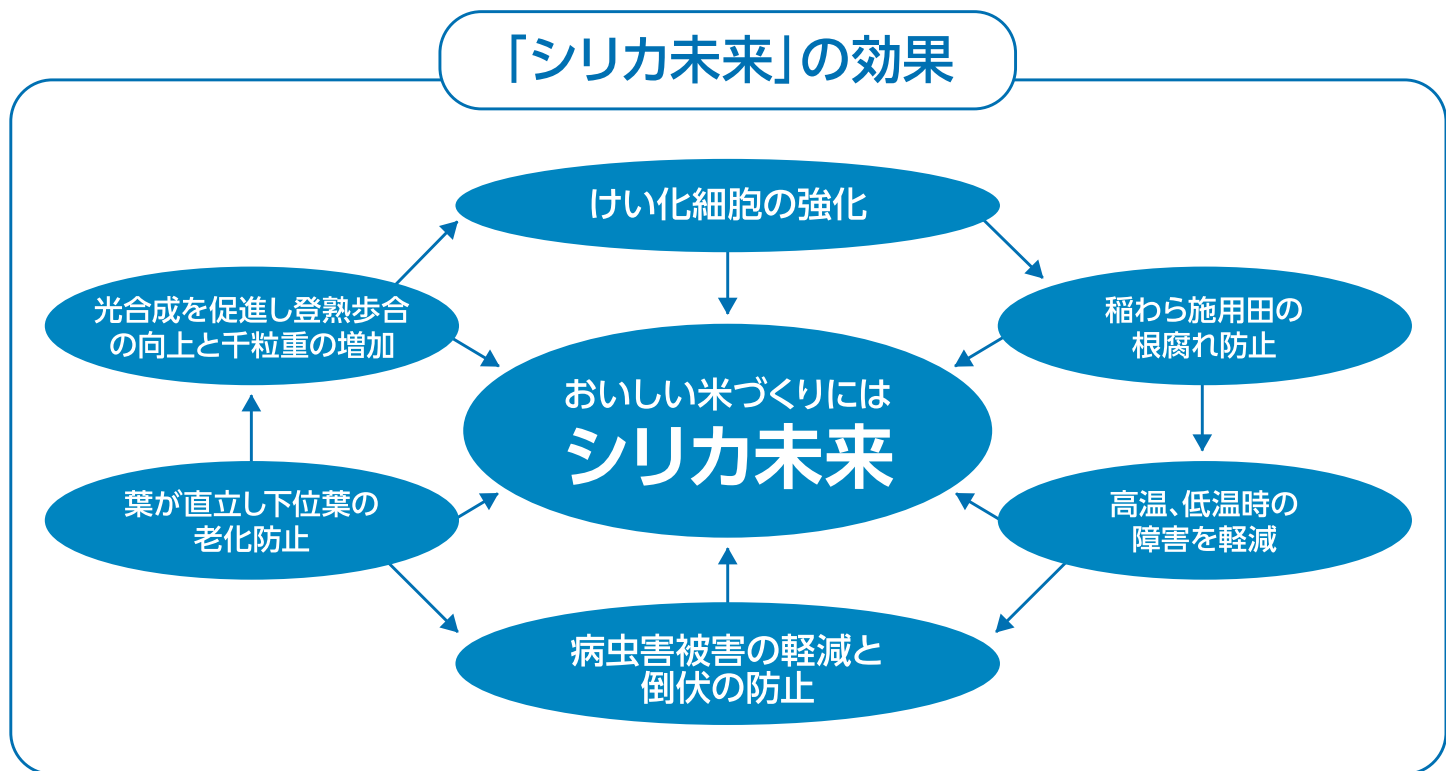 「シリカ未来」の効果
けい化細胞の強化
光合成を促進し登熟歩合
の向上と千粒重の増加
稲わら施用田の
根腐れ防止
おいしい米づくりには
シリカ未来
葉が直立し下位葉の
老化防止
高温、低温時の
障害を軽減
病虫害被害の軽減と
倒伏の防止